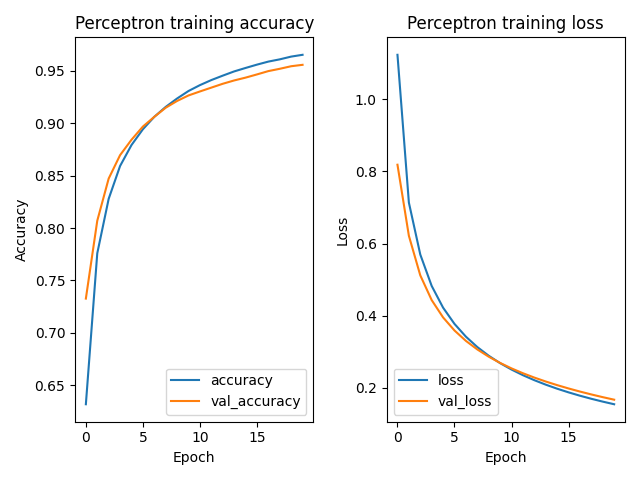 Perceptron training accuracy
Accuracy
0.95
0.90
0.85
0.80
0.75
0.70
0.65
0
5
10
15
Epoch
accuracy
val_accuracy
Perceptron training loss
Loss
1.0
0.8
0.6
0.4
0.2
0
5
10
15
Epoch
loss
val_loss